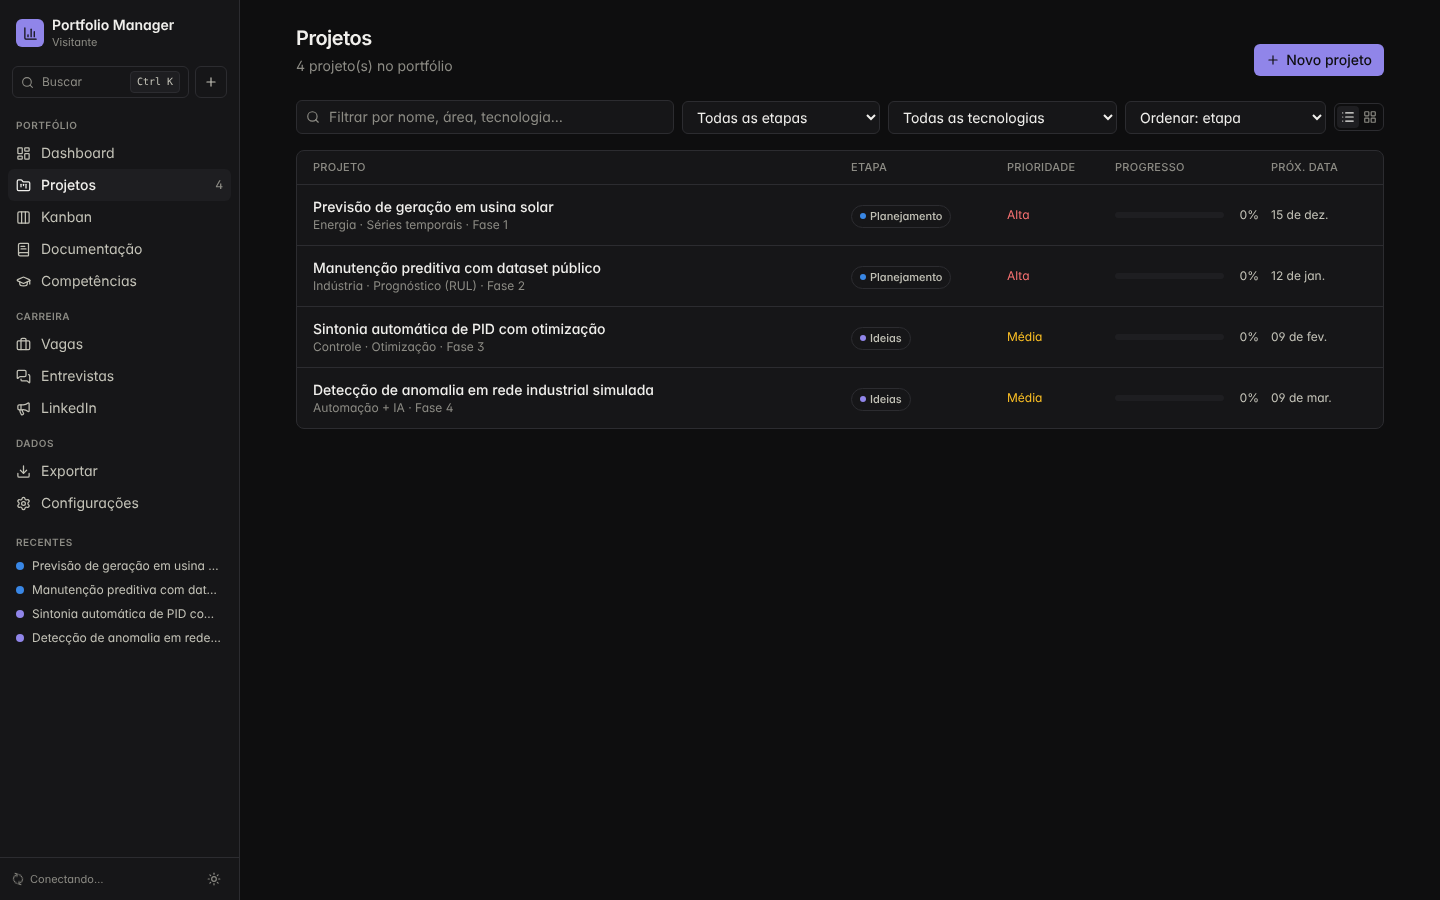 Portfolio Manager
Visitante
Buscar Ctrl K
PORTFÓLIO
Dashboard
Projetos 4
Kanban
Documentação
Competências
CARREIRA
Vagas
Entrevistas
LinkedIn
DADOS
Exportar
Configurações
RECENTES
Previsão de geração em usina ...
Manutenção preditiva com dat...
Sintonia automática de PID co...
Detecção de anomalia em rede...
Conectando...
Projetos
4 projeto(s) no portfólio
+ Novo projeto
Filtrar por nome, área, tecnologia...
Todas as etapas
Todas as tecnologias
Ordenar: etapa
PROJETO ETAPA PRIORIDADE PROGRESSO PRÓX. DATA
Previsão de geração em usina solar
Energia · Séries temporais · Fase 1
Planejamento Alta 0% 15 de dez.
Manutenção preditiva com dataset público
Indústria · Prognóstico (RUL) · Fase 2
Planejamento Alta 0% 12 de jan.
Sintonia automática de PID com otimização
Controle · Otimização · Fase 3
Ideias Média 0% 09 de fev.
Detecção de anomalia em rede industrial simulada
Automação + IA · Fase 4
Ideias Média 0% 09 de mar.